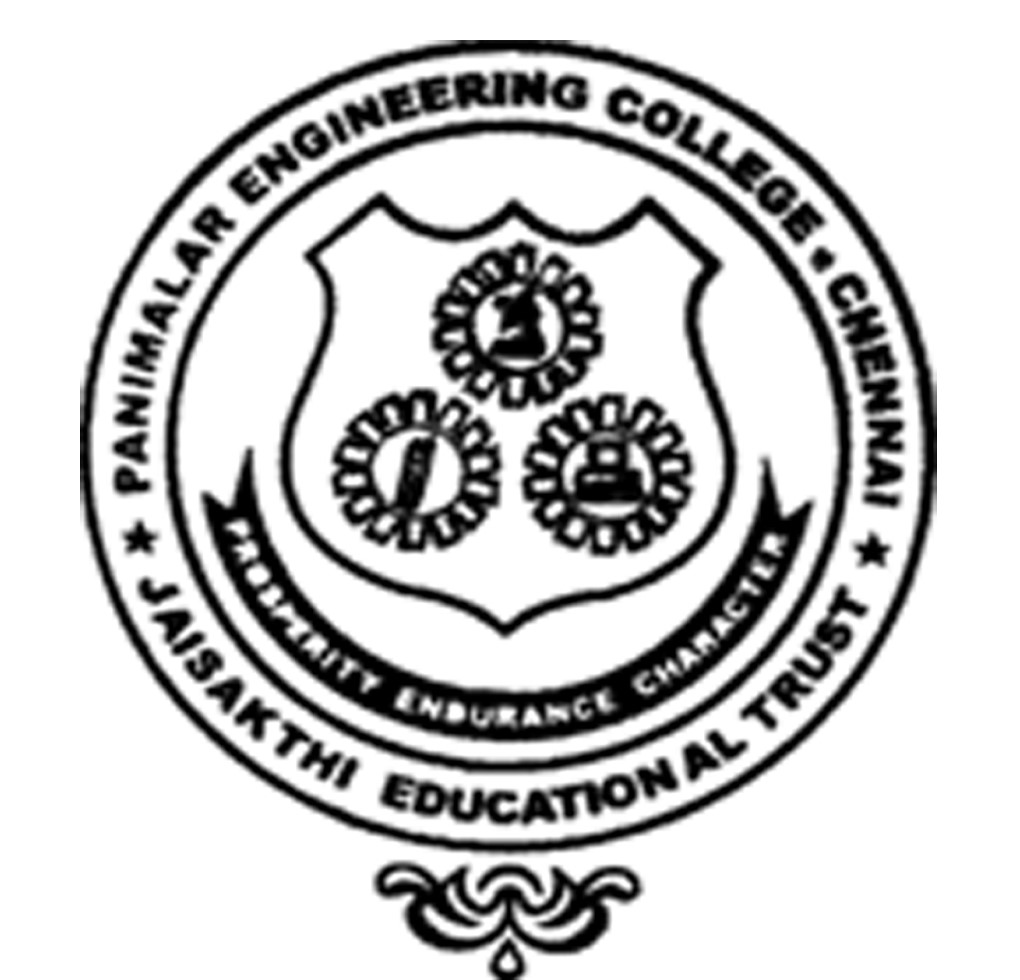 PANIMALAR ENGINEERING COLLEGE • CHENNAI
★ JAISAKTHI EDUCATIONAL TRUST ★
ENDURANCE CHARACTER